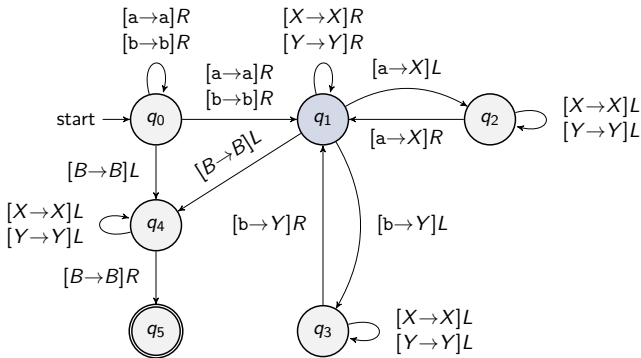 [a→a]R
[b→b]R
[a→a]R
[b→b]R
[X→X]R
[Y→Y]R
[a→X]L
start
q0
q1
q2
[X→X]L
[Y→Y]L
[a→X]R
[B→B]L
[B→B]L
[X→X]L
[Y→Y]L
q4
[b→Y]R
[b→Y]L
[B→B]R
q5
q3
[X→X]L
[Y→Y]L